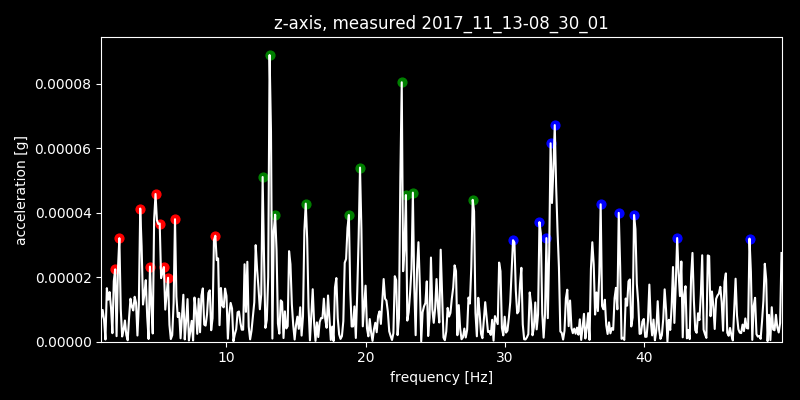 z-axis, measured 2017_11_13-08_30_01
acceleration [g]
0.00008
0.00006
0.00004
0.00002
0.00000
10 20 30 40
frequency [Hz]